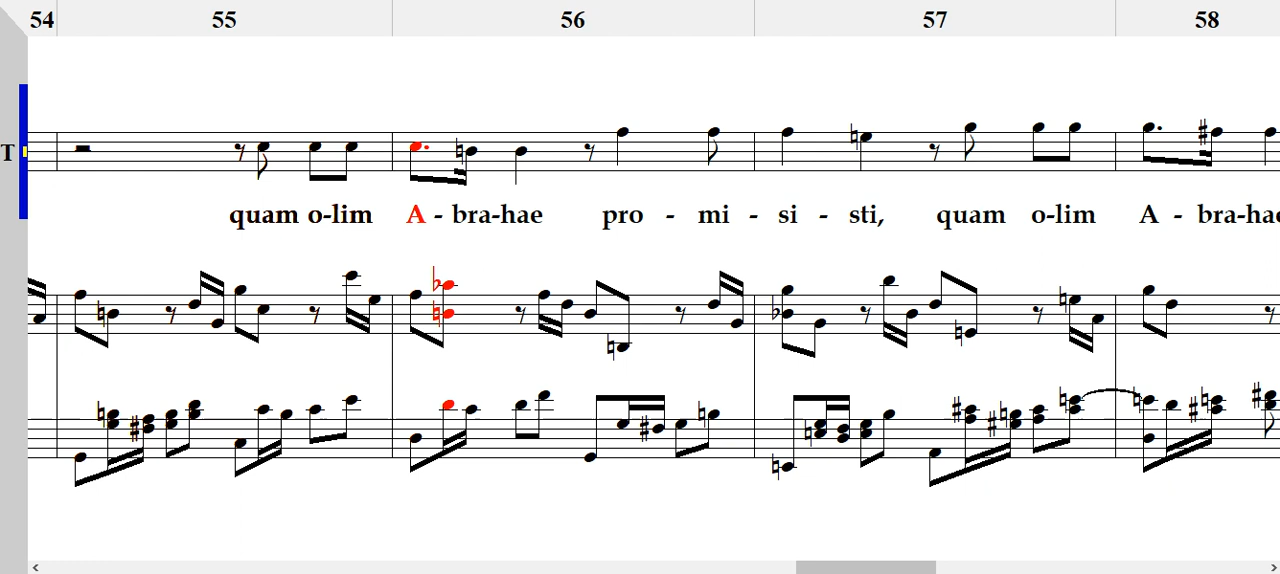 54 55 56 57 58
T
quam o-lim A - bra-hae pro - mi - si - sti, quam o-lim A - bra-hae